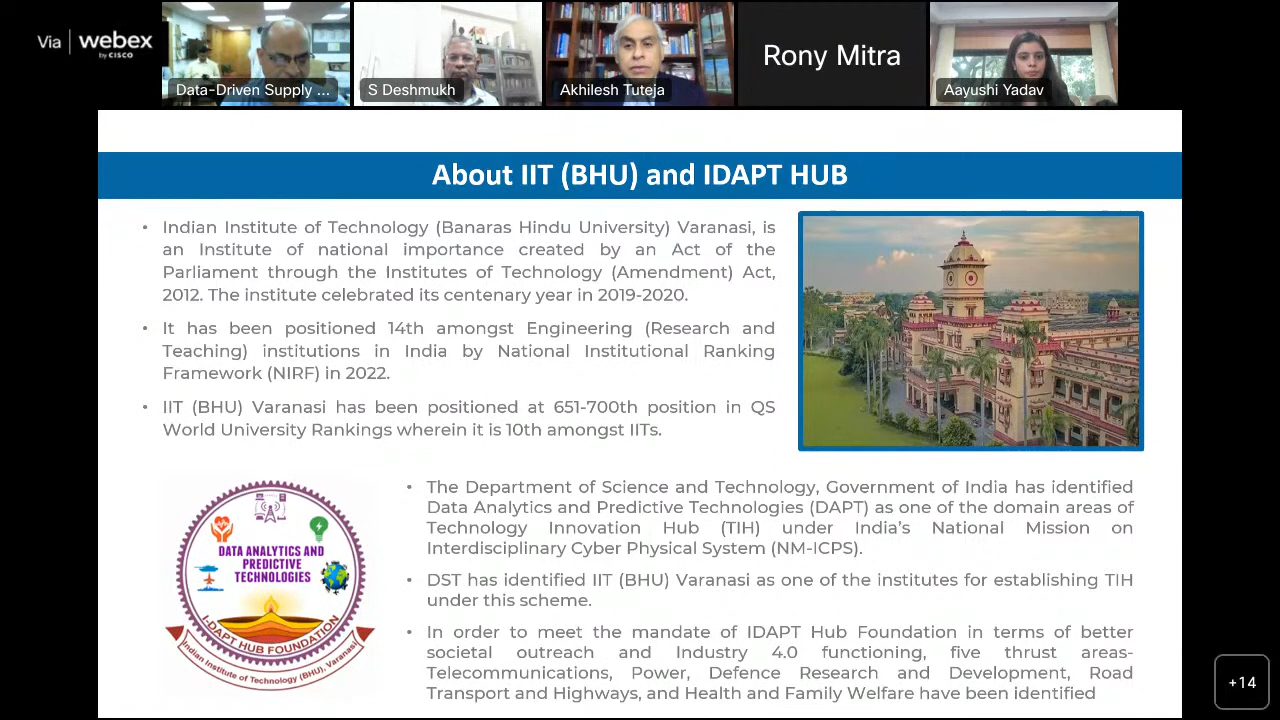 Via | webex
by CISCO
Data-Driven Supply ...
S Deshmukh
Akhilesh Tuteja
Rony Mitra
Aayushi Yadav
About IIT (BHU) and IDAPT HUB
• Indian Institute of Technology (Banaras Hindu University) Varanasi, is
an Institute of national importance created by an Act of the
Parliament through the Institutes of Technology (Amendment) Act,
2012. The institute celebrated its centenary year in 2019-2020.
• It has been positioned 14th amongst Engineering (Research and
Teaching) institutions in India by National Institutional Ranking
Framework (NIRF) in 2022.
• IIT (BHU) Varanasi has been positioned at 651-700th position in QS
World University Rankings wherein it is 10th amongst IITs.
DATA ANALYTICS AND
PREDICTIVE
TECHNOLOGIES
I-DAPT HUB FOUNDATION
Indian Institute of Technology (BHU), Varanasi
• The Department of Science and Technology, Government of India has identified
Data Analytics and Predictive Technologies (DAPT) as one of the domain areas of
Technology Innovation Hub (TIH) under India's National Mission on
Interdisciplinary Cyber Physical System (NM-ICPS).
• DST has identified IIT (BHU) Varanasi as one of the institutes for establishing TIH
under this scheme.
• In order to meet the mandate of IDAPT Hub Foundation in terms of better
societal outreach and Industry 4.0 functioning, five thrust areas-
Telecommunications, Power, Defence Research and Development, Road
Transport and Highways, and Health and Family Welfare have been identified
+14